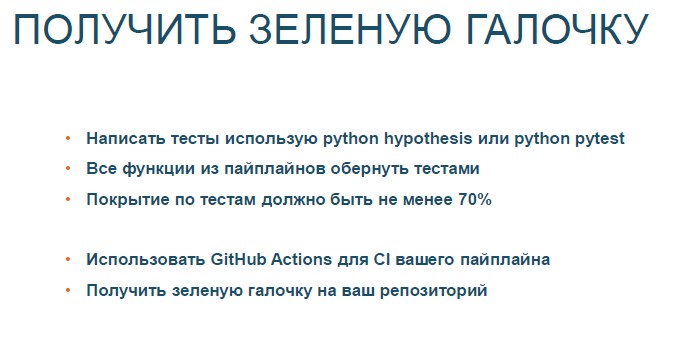 ПОЛУЧИТЬ ЗЕЛЕНУЮ ГАЛОЧКУ
• Написать тесты использую python hypothesis или python pytest
• Все функции из пайплайнов обернуть тестами
• Покрытие по тестам должно быть не менее 70%
• Использовать GitHub Actions для CI вашего пайплайна
• Получить зеленую галочку на ваш репозиторий